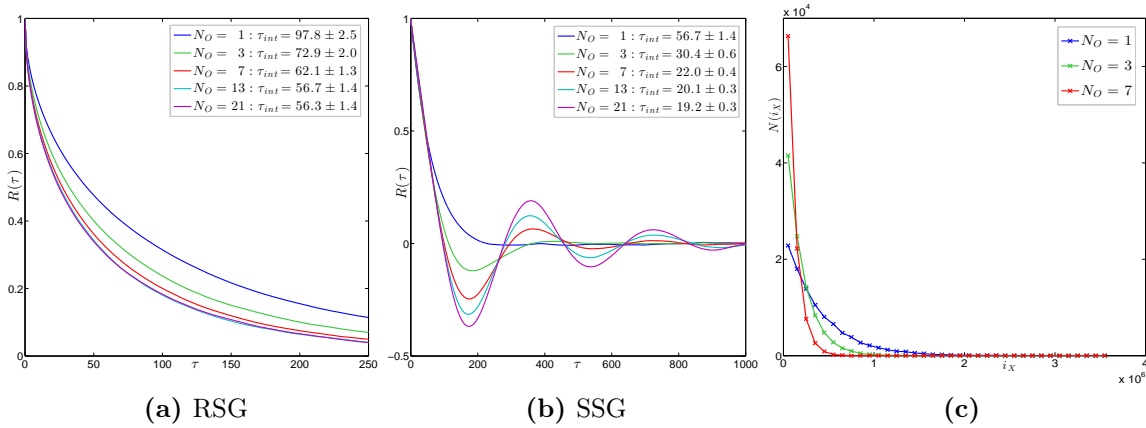 N_O = 1 : τ_int = 97.8 ± 2.5
N_O = 3 : τ_int = 72.9 ± 2.0
N_O = 7 : τ_int = 62.1 ± 1.3
N_O = 13 : τ_int = 56.7 ± 1.4
N_O = 21 : τ_int = 56.3 ± 1.4
R(τ)
1
0.8
0.6
0.4
0.2
0
0 50 100 150 200 250
τ
(a) RSG
N_O = 1 : τ_int = 56.7 ± 1.4
N_O = 3 : τ_int = 30.4 ± 0.6
N_O = 7 : τ_int = 22.0 ± 0.4
N_O = 13 : τ_int = 20.1 ± 0.3
N_O = 21 : τ_int = 19.2 ± 0.3
R(τ)
1
0.5
0
−0.5
0 200 400 600 800 1000
τ
(b) SSG
x 10^4
N_O = 1
N_O = 3
N_O = 7
N(i_X)
6
4
2
0
0 1 2 3 4
i_X
x 10^6
(c)